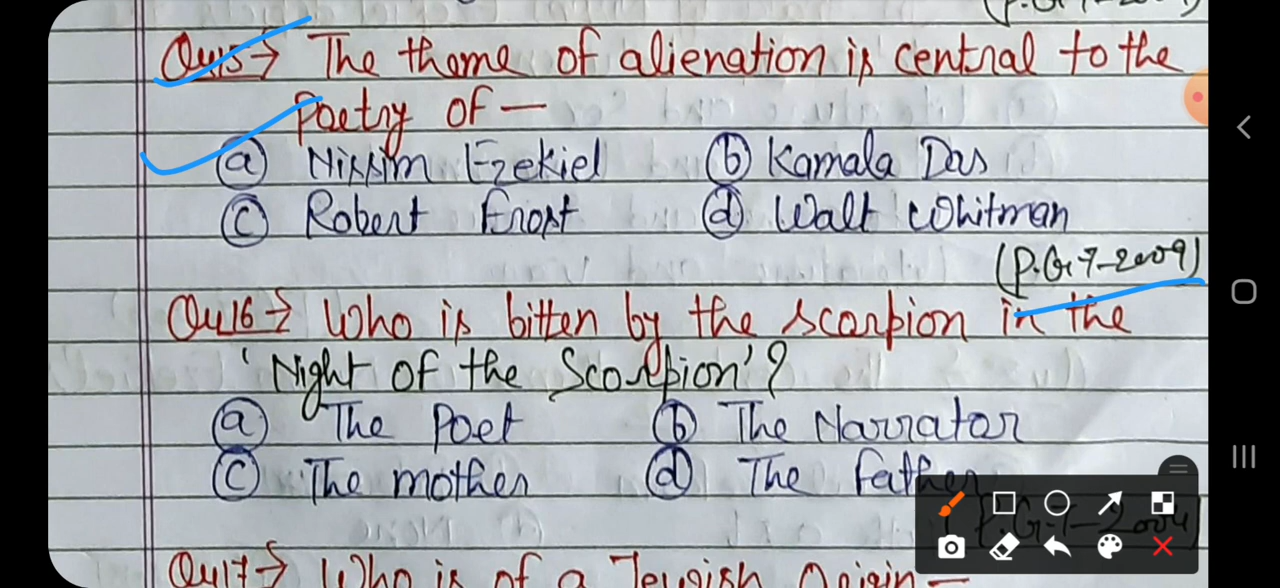 Qu15→ The theme of alienation is central to the
Poetry of —
(a) Nissim Ezekiel (b) Kamala Das
(c) Robert Frost (d) Walt Whitman
(P.G.T-2009)
Qu16→ Who is bitten by the scorpion in the
'Night of the Scorpion'?
(a) The Poet (b) The Narrator
(c) The mother (d) The father
P.G.T-2004)
Qu17→ Who is of a Jewish Origin—